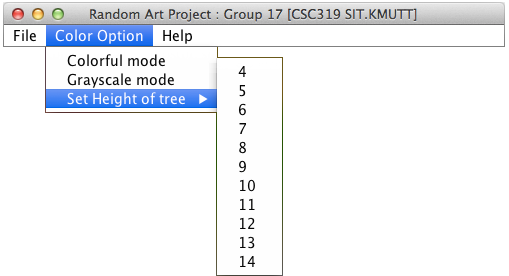 Random Art Project : Group 17 [CSC319 SIT.KMUTT]
File Color Option Help
Colorful mode
Grayscale mode
Set Height of tree
4
5
6
7
8
9
10
11
12
13
14